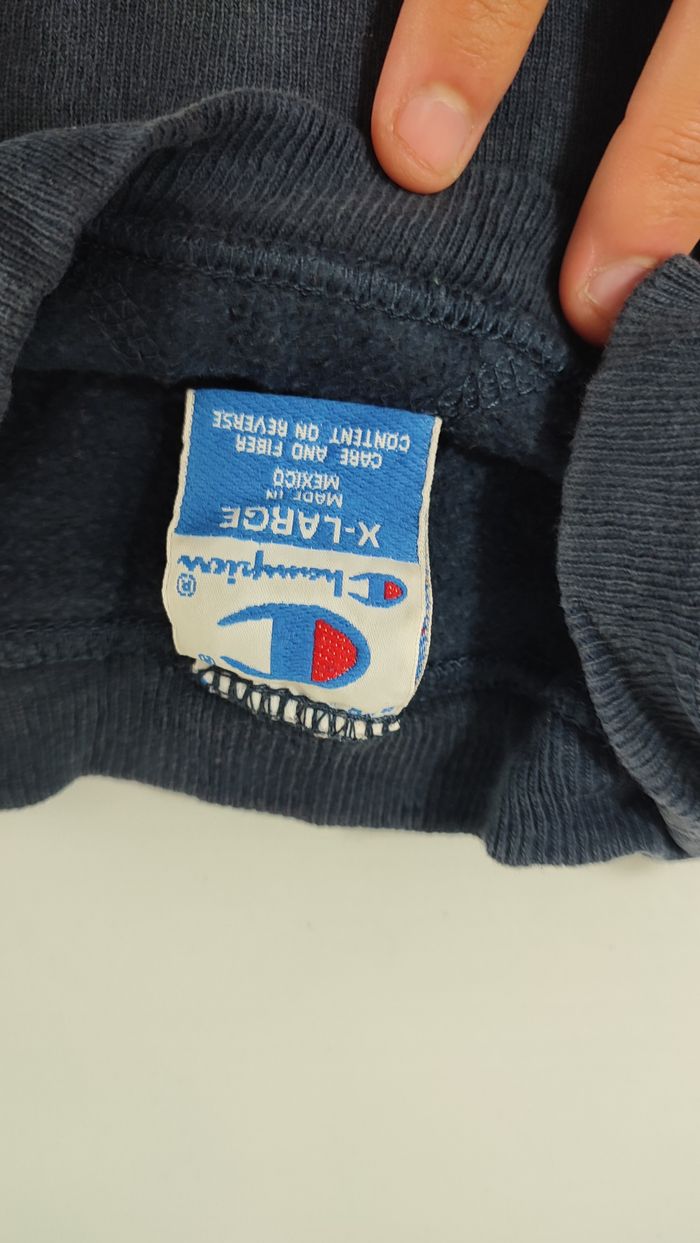 Champion®
X-LARGE
MADE IN
MEXICO
CARE AND FIBER
CONTENT ON REVERSE